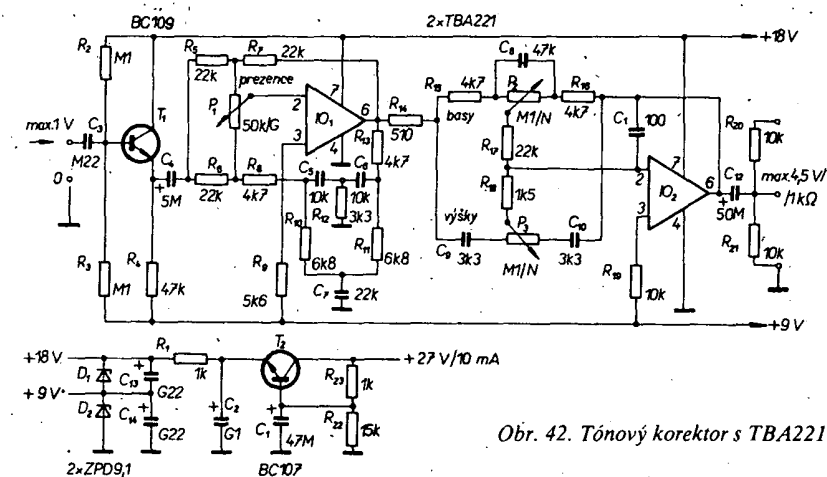 BC109
2×TBA221
+18 V
R2
M1
R5
22k
R7
22k
prezence
P1
50k/G
T1
max.1 V
C3
M22
0
R3
M1
R4
47k
C4
+
5M
R6
22k
R8
4k7
R10
6k8
C5
10k
C6
10k
R12
3k3
R11
6k8
C7
22k
R9
5k6
2
3
7
6
4
IO1
R13
4k7
R14
510
R15
4k7
basy
C8
47k
P2
M1/N
R16
4k7
R17
22k
R18
1k5
výšky
P3
M1/N
C9
3k3
C10
3k3
C1
100
2
3
7
6
4
IO2
R19
10k
C12
+
50M
R20
10k
max.4,5 V/
/1kΩ
R21
10k
+9 V
+18 V
+9 V
D1
D2
2×ZPD9,1
+
C13
G22
+
C14
G22
R1
1k
+
C2
G1
T2
BC107
+
C1
47M
R23
1k
R22
15k
+27 V/10 mA
Obr. 42. Tónový korektor s TBA221